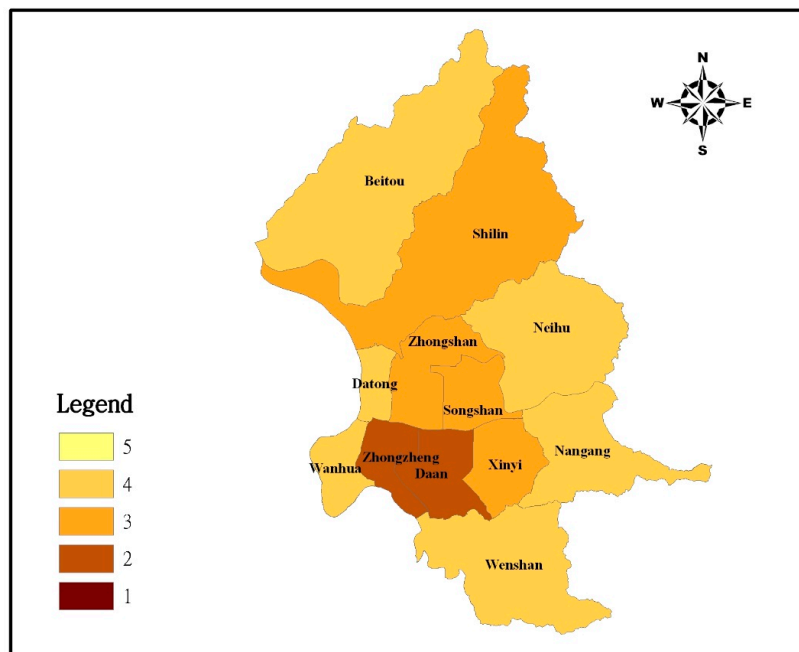 N
W E
S
Beitou
Shilin
Neihu
Zhongshan
Datong
Songshan
Legend
5
4
3
2
1
Wanhua
Zhongzheng
Daan
Xinyi
Nangang
Wenshan